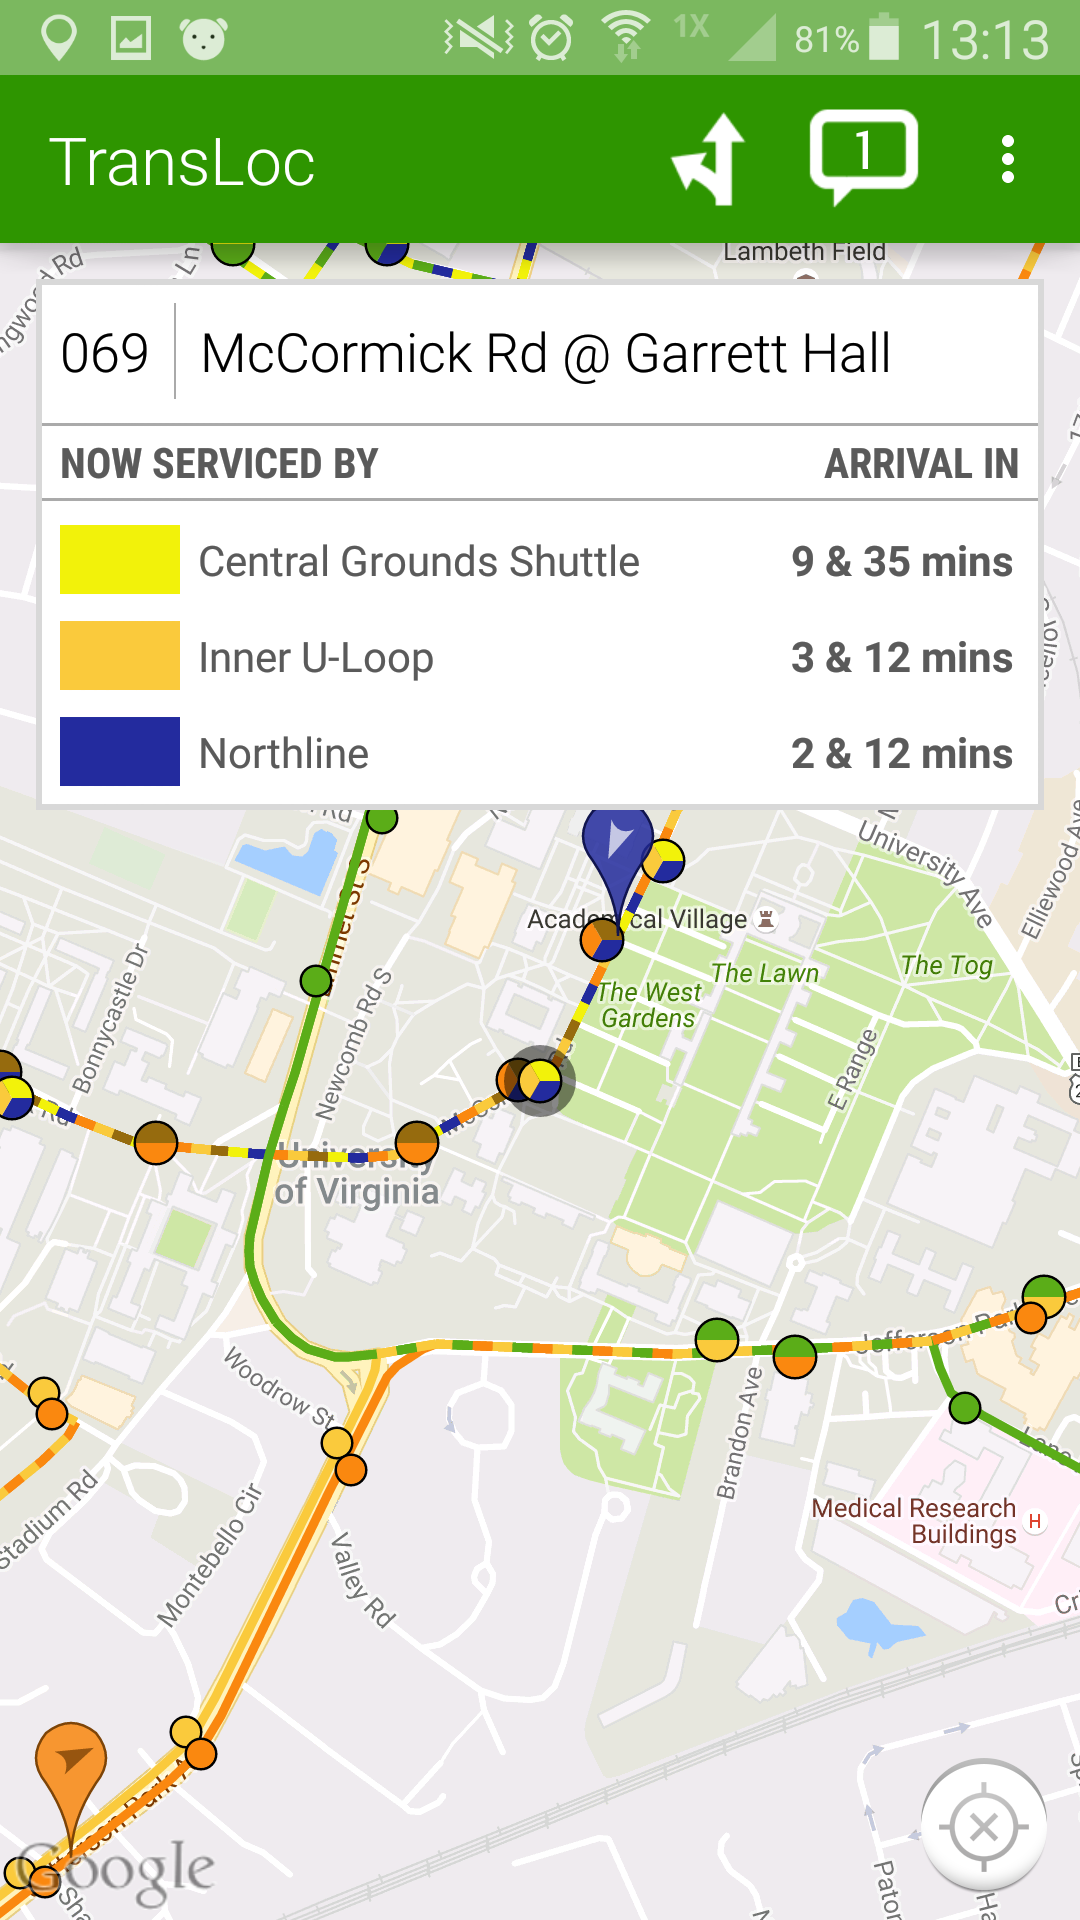 1X 81% 13:13
TransLoc 1
Lambeth Field
Rd
Ln
069 McCormick Rd @ Garrett Hall
NOW SERVICED BY ARRIVAL IN
Central Grounds Shuttle 9 & 35 mins
Inner U-Loop 3 & 12 mins
Northline 2 & 12 mins
Rd
University Ave
Elliewood Ave
Academical Village
The Lawn
The Tog
The West
Gardens
Bonnycastle Dr
Newcomb Rd S
E Range
Rd
University
of Virginia
Woodrow St
Brandon Ave
Stadium Rd
Montebello Cir
Valley Rd
Medical Research
Buildings
H
Google